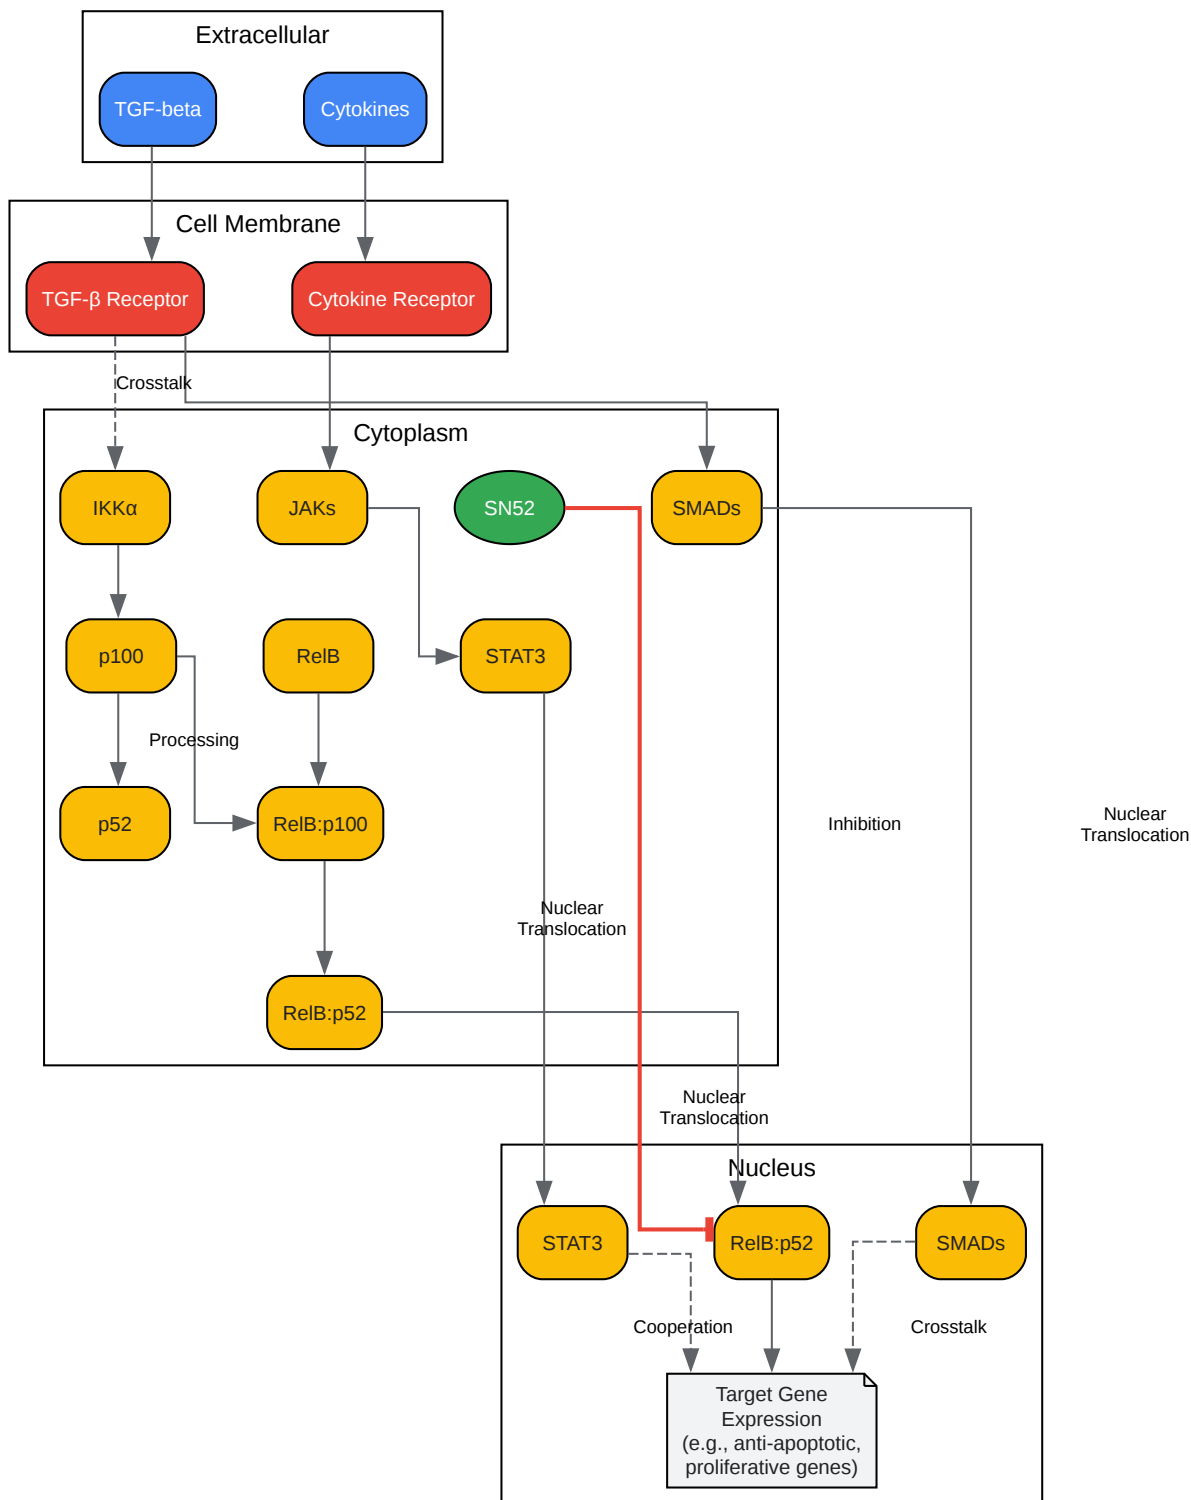 Extracellular
TGF-beta
Cytokines
Cell Membrane
TGF-β Receptor
Cytokine Receptor
Crosstalk
Cytoplasm
IKKα
JAKs
SN52
SMADs
p100
RelB
STAT3
Processing
p52
RelB:p100
Inhibition
Nuclear
Translocation
Nuclear
Translocation
RelB:p52
Nuclear
Translocation
Nucleus
STAT3
RelB:p52
SMADs
Cooperation
Crosstalk
Target Gene
Expression
(e.g., anti-apoptotic,
proliferative genes)